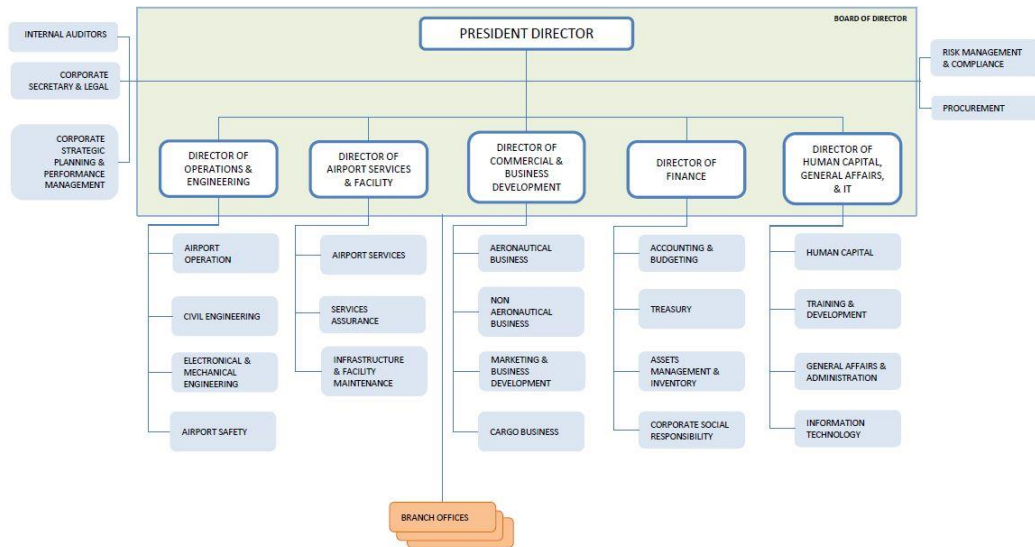 BOARD OF DIRECTOR
PRESIDENT DIRECTOR
INTERNAL AUDITORS
CORPORATE
SECRETARY & LEGAL
CORPORATE
STRATEGIC
PLANNING &
PERFORMANCE
MANAGEMENT
RISK MANAGEMENT
& COMPLIANCE
PROCUREMENT
DIRECTOR OF
OPERATIONS &
ENGINEERING
DIRECTOR OF
AIRPORT SERVICES
& FACILITY
DIRECTOR OF
COMMERCIAL &
BUSINESS
DEVELOPMENT
DIRECTOR OF
FINANCE
DIRECTOR OF
HUMAN CAPITAL,
GENERAL AFFAIRS,
& IT
AIRPORT
OPERATION
CIVIL ENGINEERING
ELECTRONICAL &
MECHANICAL
ENGINEERING
AIRPORT SAFETY
AIRPORT SERVICES
SERVICES
ASSURANCE
INFRASTRUCTURE
& FACILITY
MAINTENANCE
AERONAUTICAL
BUSINESS
NON
AERONAUTICAL
BUSINESS
MARKETING &
BUSINESS
DEVELOPMENT
CARGO BUSINESS
ACCOUNTING &
BUDGETING
TREASURY
ASSETS
MANAGEMENT &
INVENTORY
CORPORATE SOCIAL
RESPONSIBILITY
HUMAN CAPITAL
TRAINING &
DEVELOPMENT
GENERAL AFFAIRS &
ADMINISTRATION
INFORMATION
TECHNOLOGY
BRANCH OFFICES